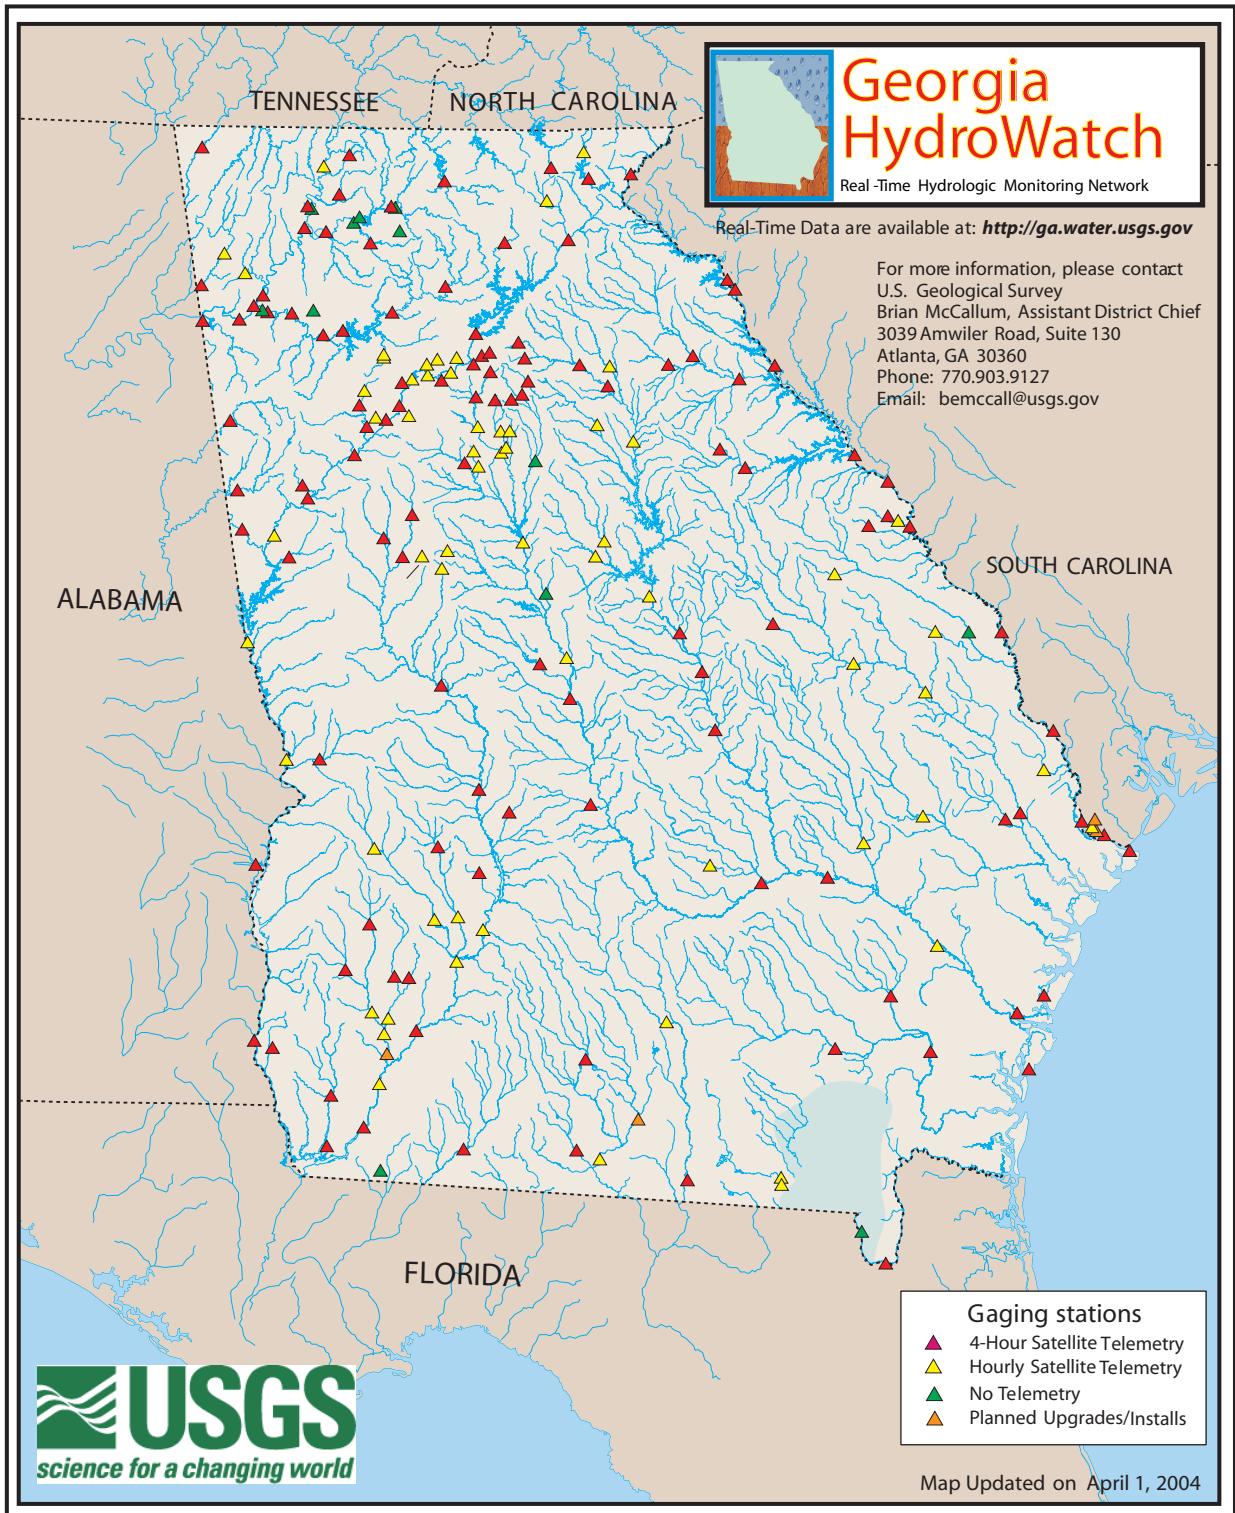 TENNESSEE
NORTH CAROLINA
Georgia
HydroWatch
Real -Time Hydrologic Monitoring Network
Real-Time Data are available at: http://ga.water.usgs.gov
For more information, please contact
U.S. Geological Survey
Brian McCallum, Assistant District Chief
3039 Amwiler Road, Suite 130
Atlanta, GA 30360
Phone: 770.903.9127
Email: bemccall@usgs.gov
SOUTH CAROLINA
ALABAMA
FLORIDA
Gaging stations
4-Hour Satellite Telemetry
Hourly Satellite Telemetry
No Telemetry
Planned Upgrades/Installs
USGS
science for a changing world
Map Updated on April 1, 2004